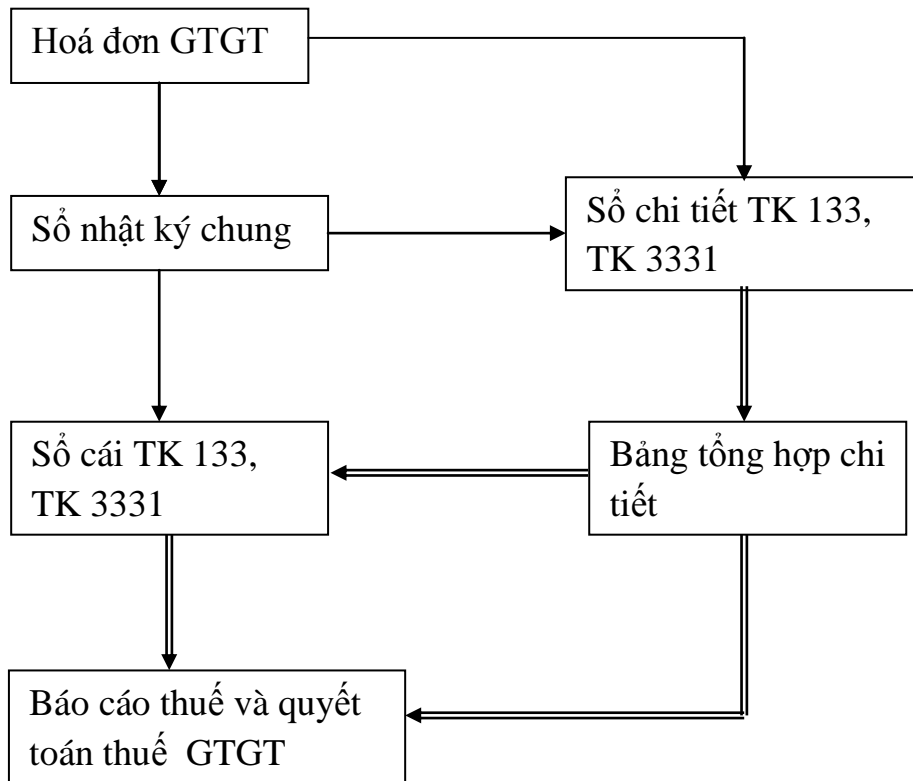 Hoá đơn GTGT
Sổ nhật ký chung
Sổ chi tiết TK 133,
TK 3331
Sổ cái TK 133,
TK 3331
Bảng tổng hợp chi
tiết
Báo cáo thuế và quyết
toán thuế GTGT